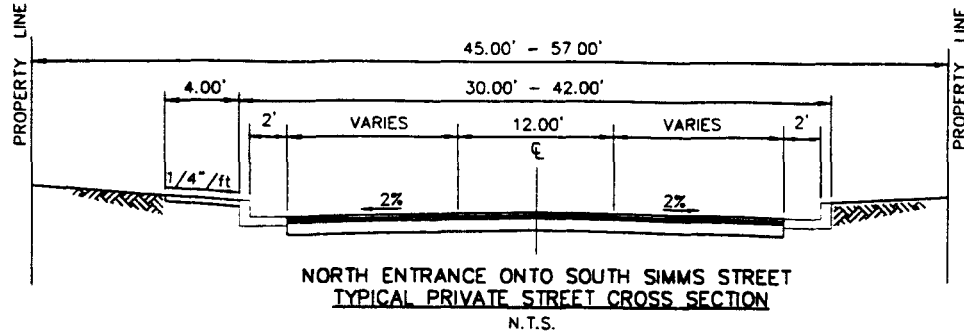 PROPERTY LINE
PROPERTY LINE
45.00' - 57.00'
4.00'
30.00' - 42.00'
2'
VARIES
12.00'
VARIES
2'
℄
1/4"/ft
2%
2%
NORTH ENTRANCE ONTO SOUTH SIMMS STREET
TYPICAL PRIVATE STREET CROSS SECTION
N.T.S.